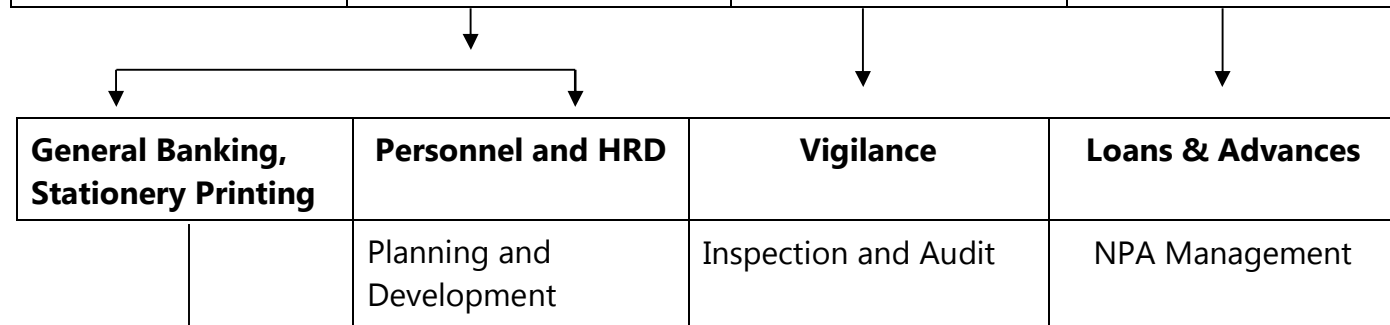 General Banking,
Stationery Printing
Personnel and HRD
Vigilance
Loans & Advances
Planning and
Development
Inspection and Audit
NPA Management